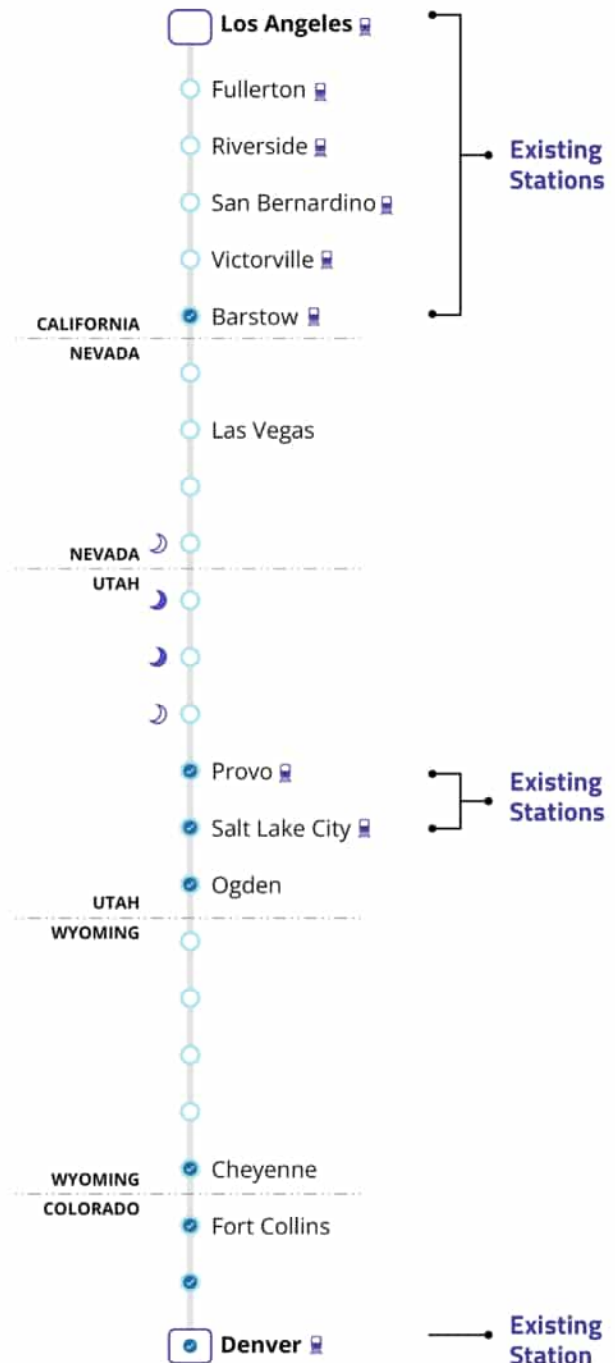 Los Angeles
Fullerton
Riverside
Existing
Stations
San Bernardino
Victorville
Barstow
CALIFORNIA
NEVADA
Las Vegas
NEVADA
UTAH
Provo
Existing
Stations
Salt Lake City
Ogden
UTAH
WYOMING
Cheyenne
WYOMING
COLORADO
Fort Collins
Denver
Existing
Station